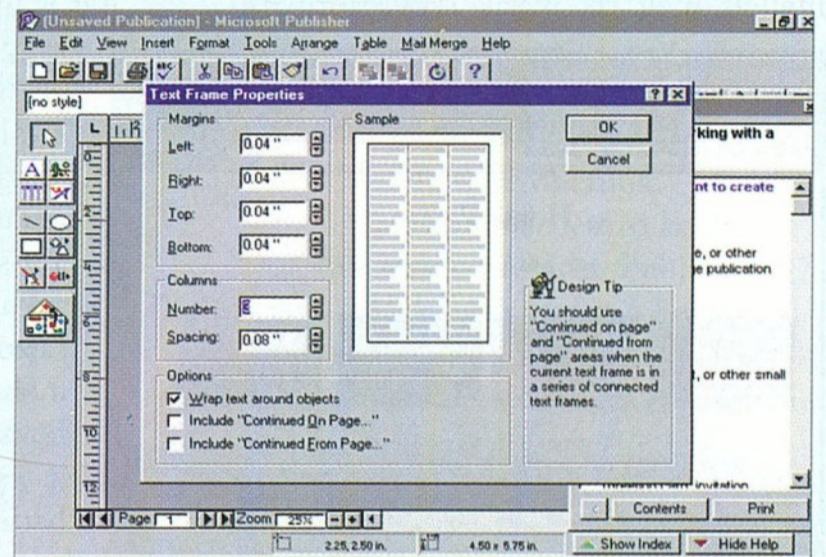 [Unsaved Publication] - Microsoft Publisher
File Edit View Insert Format Tools Arrange Table Mail Merge Help
[no style]
Text Frame Properties
Margins
Left: 0.04 "
Right: 0.04 "
Top: 0.04 "
Bottom: 0.04 "
Columns
Number: 3
Spacing: 0.08 "
Options
Wrap text around objects
Include "Continued On Page..."
Include "Continued From Page..."
Sample
OK
Cancel
Design Tip
You should use
"Continued on page"
and "Continued from
page" areas when the
current text frame is in
a series of connected
text frames.
rking with a
nt to create
e, or other
e publication
t, or other small
invitation
Contents Print
Page 1 Zoom 25%
2.25, 2.50 in. 4.50 x 5.75 in.
Show Index Hide Help